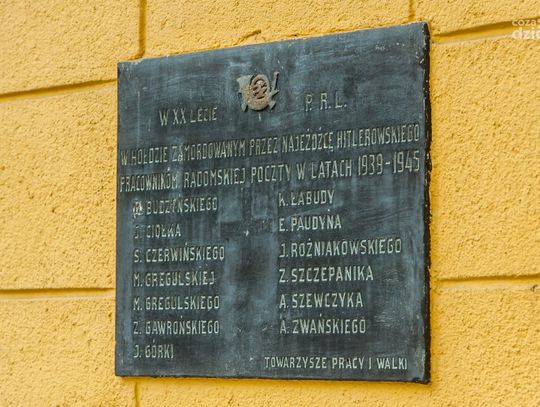 cozadzień
W XX LECIE P.R.L.
W HOŁDZIE ZAMORDOWANYM PRZEZ NAJEŹDŹCĘ HITLEROWSKIEGO
PRACOWNIKOM RADOMSKIEJ POCZTY W LATACH 1939-1945
BUDZYŃSKIEGO
CIOŁKA
S. CZERWIŃSKIEGO
M. GREGULSKIEJ
M. GREGULSKIEGO
Z. GAWROŃSKIEGO
J. GÓRKI
K. ŁABUDY
E. PAUDYNA
J. ROŻNIAKOWSKIEGO
Z. SZCZEPANIKA
A. SZEWCZYKA
A. ZWAŃSKIEGO
TOWARZYSZE PRACY I WALKI